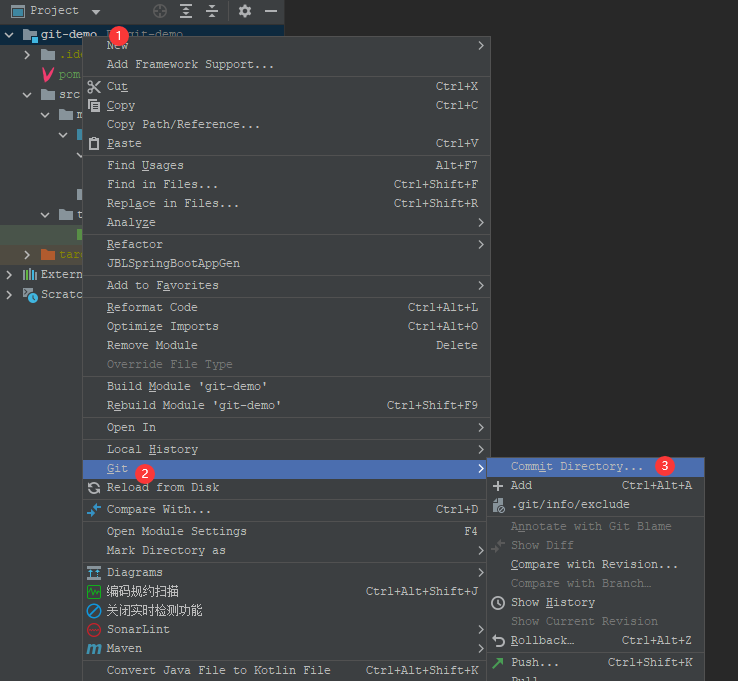 Project
git-demo git-demo
1
.id
pom
src
m
t
tar
Extern
Scratc
New
Add Framework Support...
Cut Ctrl+X
Copy Ctrl+C
Copy Path/Reference...
Paste Ctrl+V
Find Usages Alt+F7
Find in Files... Ctrl+Shift+F
Replace in Files... Ctrl+Shift+R
Analyze
Refactor
JBLSpringBootAppGen
Add to Favorites
Reformat Code Ctrl+Alt+L
Optimize Imports Ctrl+Alt+O
Remove Module Delete
Override File Type
Build Module 'git-demo'
Rebuild Module 'git-demo' Ctrl+Shift+F9
Open In
Local History
Git 2
Reload from Disk
Compare With... Ctrl+D
Open Module Settings F4
Mark Directory as
Diagrams
编码规约扫描 Ctrl+Alt+Shift+J
关闭实时检测功能
SonarLint
Maven
Convert Java File to Kotlin File Ctrl+Alt+Shift+K
Commit Directory... 3
Add Ctrl+Alt+A
.git/info/exclude
Annotate with Git Blame
Show Diff
Compare with Revision...
Compare with Branch…
Show History
Show Current Revision
Rollback… Ctrl+Alt+Z
Push... Ctrl+Shift+K
Pull